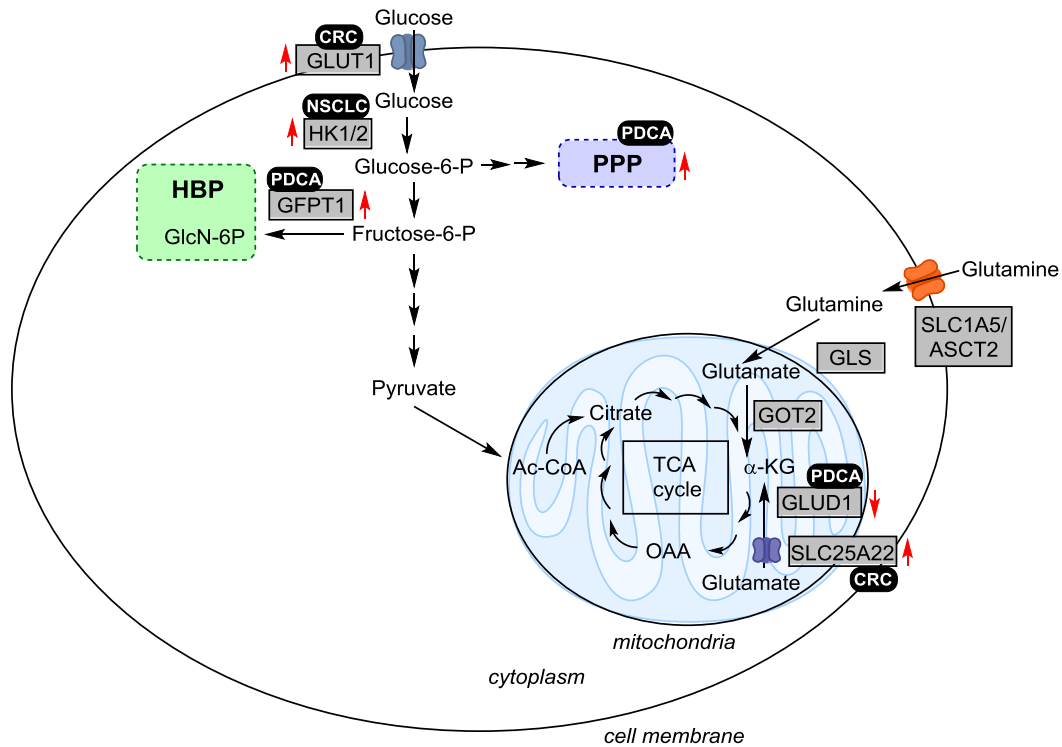 Glucose
CRC
GLUT1
Glucose
NSCLC
HK1/2
Glucose-6-P
PDCA
PPP
HBP
PDCA
GFPT1
GlcN-6P
Fructose-6-P
Glutamine
Glutamine
SLC1A5/
ASCT2
GLS
Glutamate
Pyruvate
Citrate
GOT2
Ac-CoA
TCA
cycle
α-KG
PDCA
GLUD1
OAA
SLC25A22
CRC
Glutamate
mitochondria
cytoplasm
cell membrane